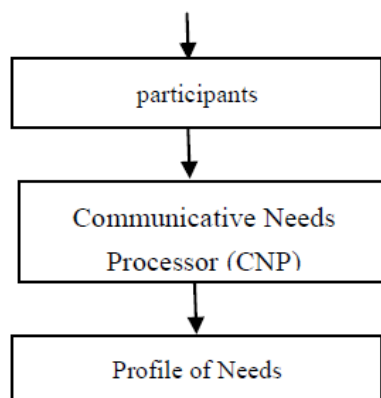 participants
Communicative Needs
Processor (CNP)
Profile of Needs